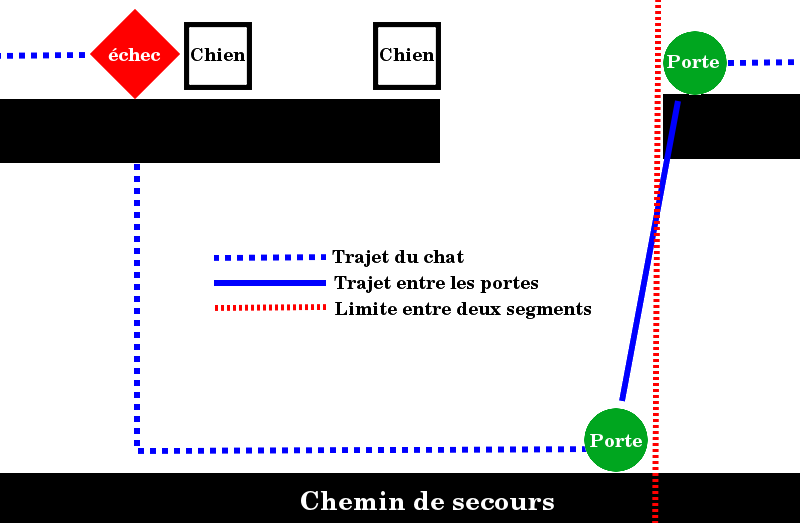 échec
Chien
Chien
Porte
Trajet du chat
Trajet entre les portes
Limite entre deux segments
Porte
Chemin de secours